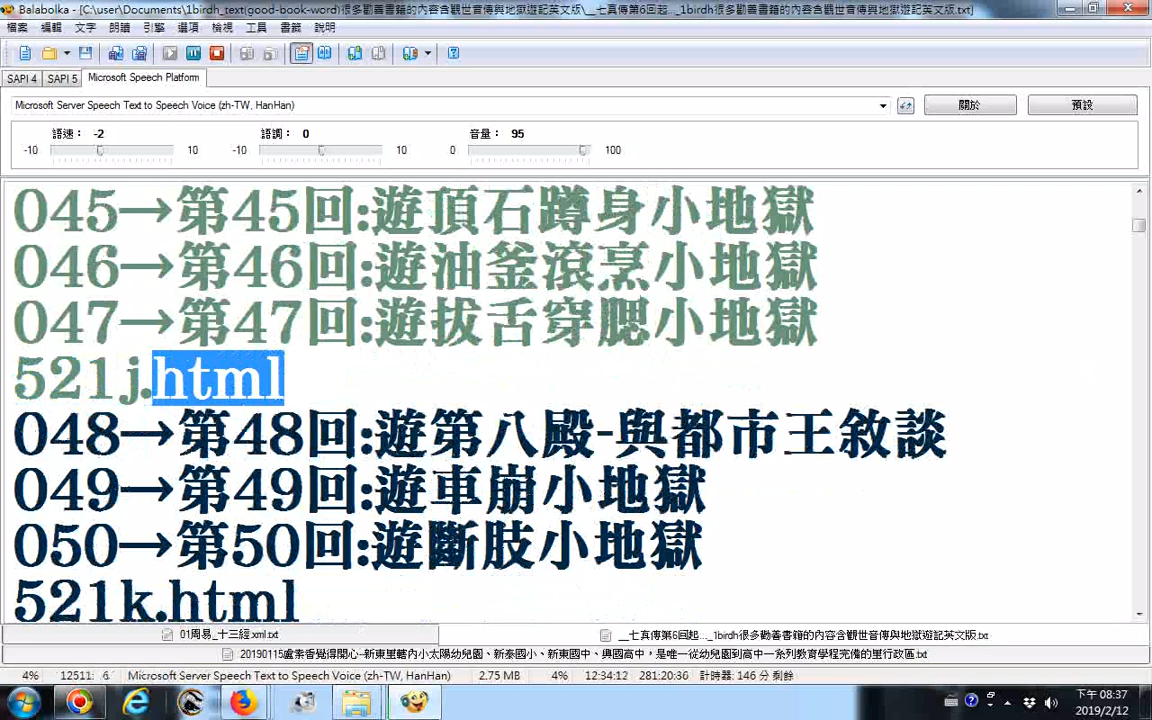 Balabolka - [C:\user\Documents\1birdh_text(good-book-word)很多勸善書籍的內容含觀世音傳與地獄遊記英文版\__七真傳第6回起..._1birdh很多勸善書籍的內容含觀世音傳與地獄遊記英文版.txt]
檔案 編輯 文字 朗讀 引擎 選項 檢視 工具 書籤 說明
SAPI 4 SAPI 5 Microsoft Speech Platform
Microsoft Server Speech Text to Speech Voice (zh-TW, HanHan) 關於 預設
語速： -2 語調： 0 音量： 95
-10 10 -10 10 0 100
045→第45回:遊頂石蹲身小地獄
046→第46回:遊油釜滾烹小地獄
047→第47回:遊拔舌穿腮小地獄
521j.html
048→第48回:遊第八殿-與都市王敘談
049→第49回:遊車崩小地獄
050→第50回:遊斷肢小地獄
521k.html
01周易_十三經.xml.txt __七真傳第6回起..._1birdh很多勸善書籍的內容含觀世音傳與地獄遊記英文版.txt
20190115盧素香覺得開心-新東里轄內小太陽幼兒園、新泰國小、新東國中、興國高中，是唯一從幼兒園到高中一系列教育學程完備的里行政區.txt
4% 12511: Microsoft Server Speech Text to Speech Voice (zh-TW, HanHan) 2.75 MB 4% 12:34:12 281:20:36 計時器: 146 分 剩餘
下午 08:37
2019/2/12